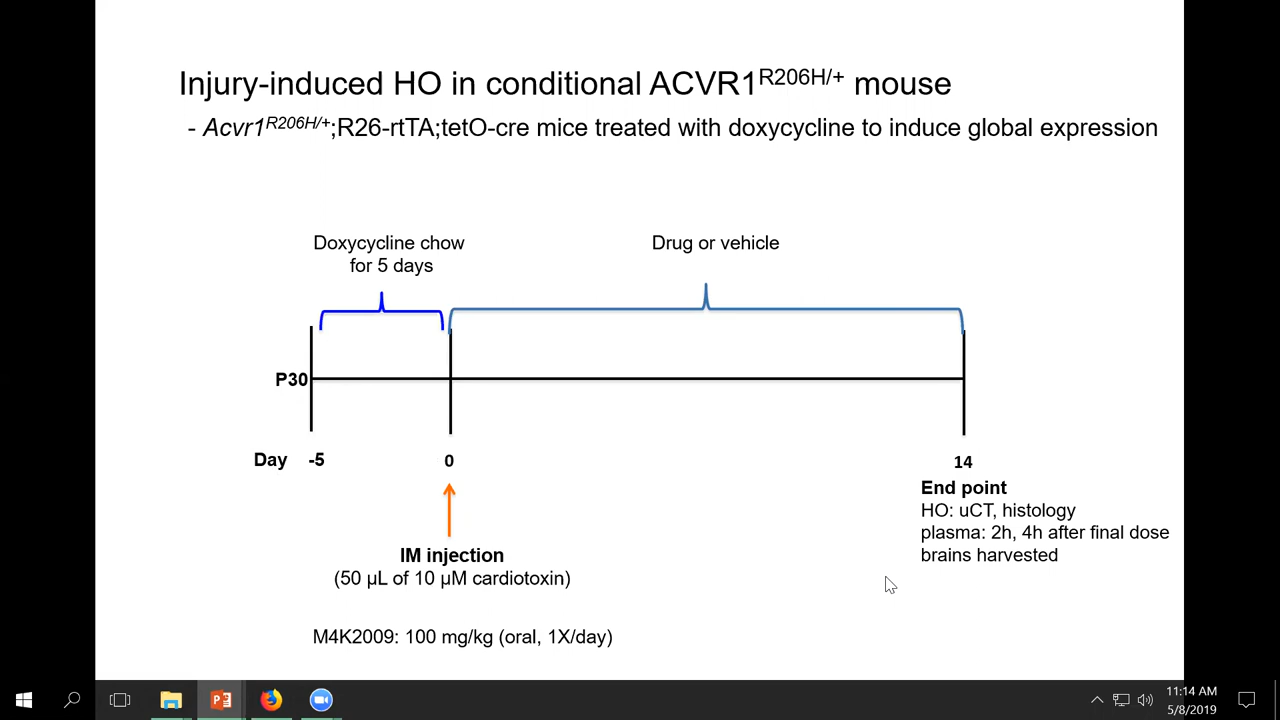 Injury-induced HO in conditional ACVR1R206H/+ mouse
- Acvr1R206H/+;R26-rtTA;tetO-cre mice treated with doxycycline to induce global expression
Doxycycline chow
for 5 days
Drug or vehicle
P30
Day -5 0 14
End point
HO: uCT, histology
plasma: 2h, 4h after final dose
brains harvested
IM injection
(50 µL of 10 µM cardiotoxin)
M4K2009: 100 mg/kg (oral, 1X/day)
11:14 AM
5/8/2019